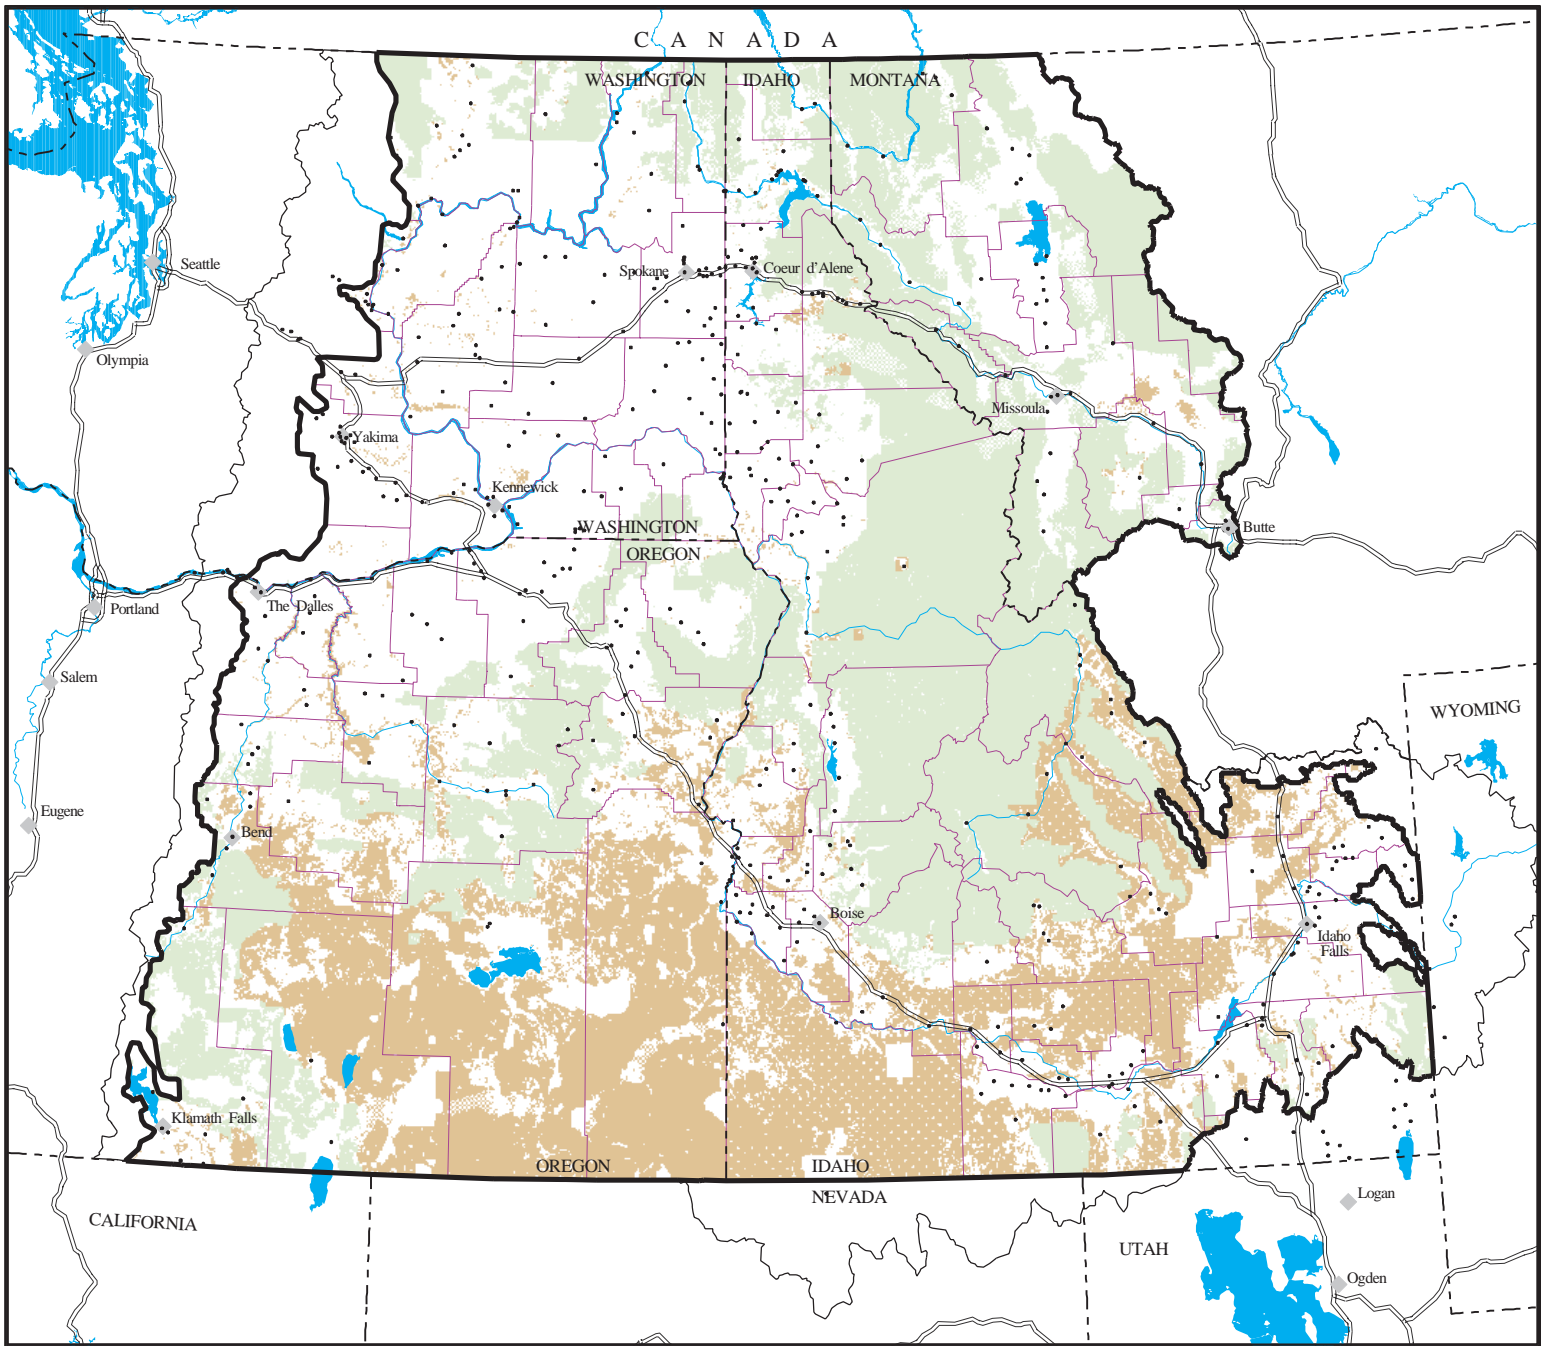 C A N A D A
WASHINGTON
IDAHO
MONTANA
Seattle
Spokane
Coeur d'Alene
Olympia
Missoula
Yakima
Kennewick
WASHINGTON
OREGON
Butte
The Dalles
Portland
Salem
WYOMING
Eugene
Bend
Boise
Idaho
Falls
Klamath Falls
OREGON
IDAHO
NEVADA
CALIFORNIA
Logan
UTAH
Ogden